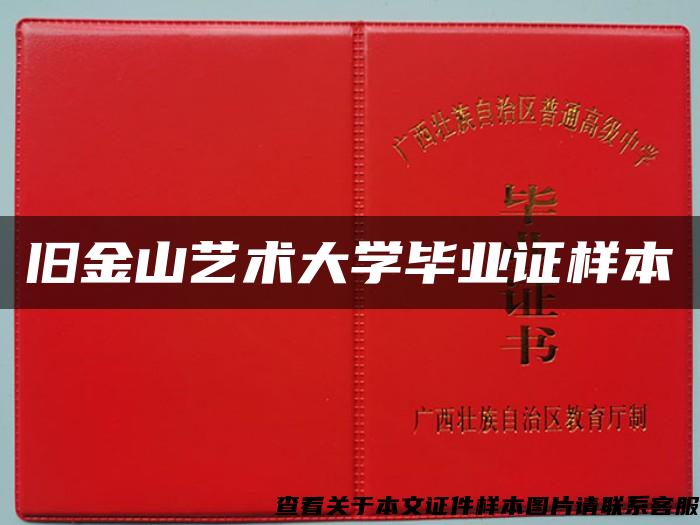 广西壮族自治区普通高级中学
毕业证书
旧金山艺术大学毕业证样本
广西壮族自治区教育厅制
查看关于本文证件样本图片请联系客服